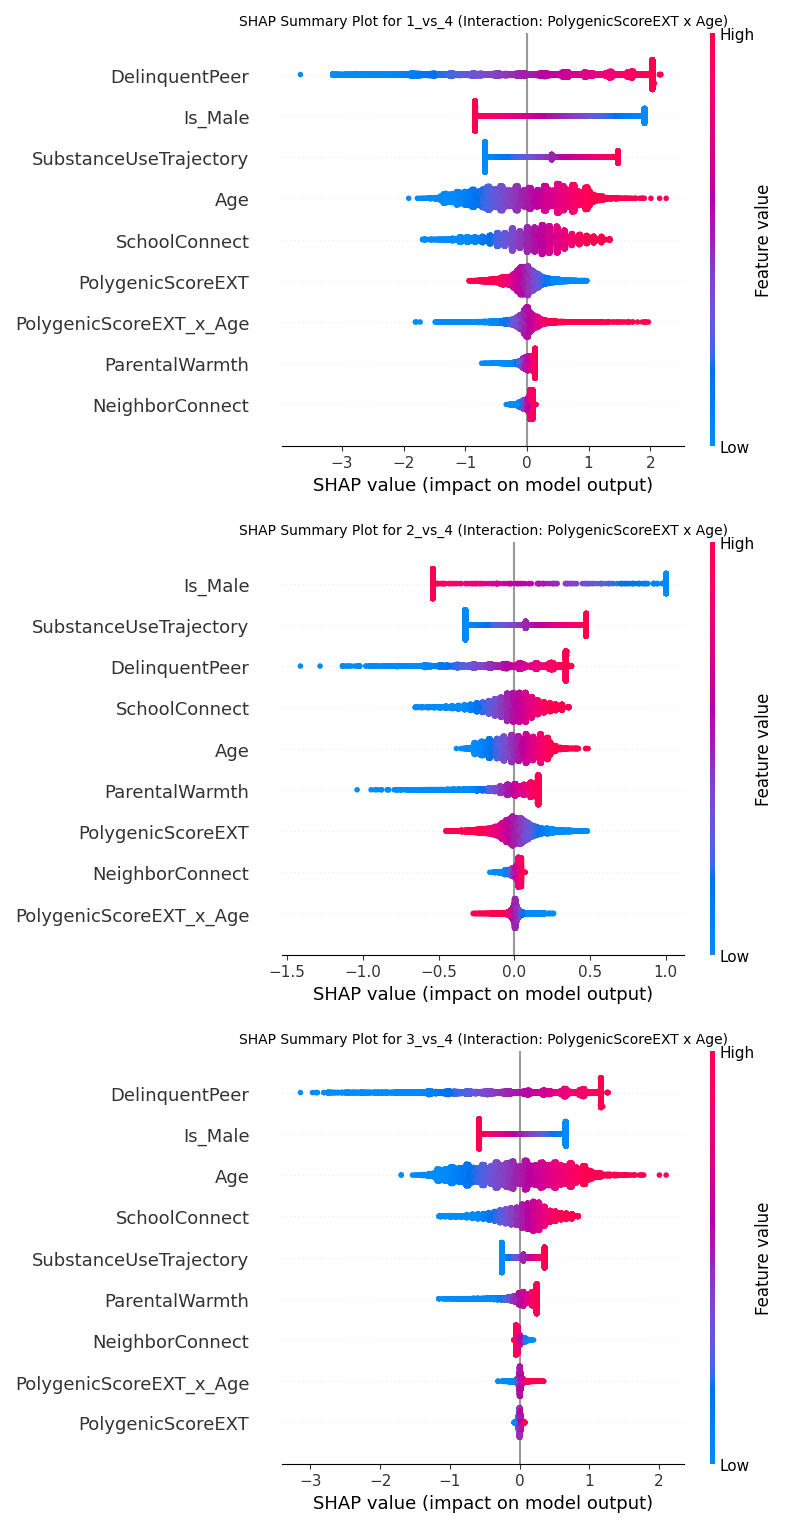 SHAP Summary Plot for 1_vs_4 (Interaction: PolygenicScoreEXT x Age)
High
DelinquentPeer
Is_Male
SubstanceUseTrajectory
Age
SchoolConnect
PolygenicScoreEXT
PolygenicScoreEXT_x_Age
ParentalWarmth
NeighborConnect
Feature value
Low
−3 −2 −1 0 1 2
SHAP value (impact on model output)
SHAP Summary Plot for 2_vs_4 (Interaction: PolygenicScoreEXT x Age)
High
Is_Male
SubstanceUseTrajectory
DelinquentPeer
SchoolConnect
Age
ParentalWarmth
PolygenicScoreEXT
NeighborConnect
PolygenicScoreEXT_x_Age
Feature value
Low
−1.5 −1.0 −0.5 0.0 0.5 1.0
SHAP value (impact on model output)
SHAP Summary Plot for 3_vs_4 (Interaction: PolygenicScoreEXT x Age)
High
DelinquentPeer
Is_Male
Age
SchoolConnect
SubstanceUseTrajectory
ParentalWarmth
NeighborConnect
PolygenicScoreEXT_x_Age
PolygenicScoreEXT
Feature value
Low
−3 −2 −1 0 1 2
SHAP value (impact on model output)